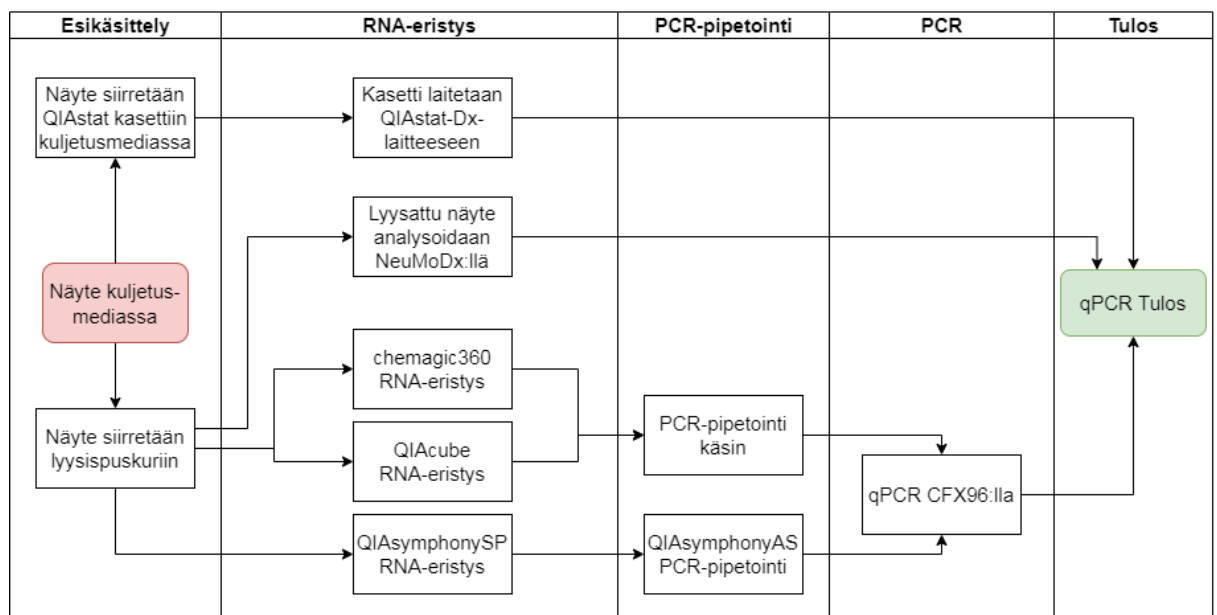 Esikäsittely
RNA-eristys
PCR-pipetointi
PCR
Tulos
Näyte siirretään
QIAstat kasettiin
kuljetusmediassa
Kasetti laitetaan
QIAstat-Dx-
laitteeseen
Lyysattu näyte
analysoidaan
NeuMoDx:llä
Näyte kuljetus-
mediassa
qPCR Tulos
chemagic360
RNA-eristys
Näyte siirretään
lyysispuskuriin
QIAcube
RNA-eristys
PCR-pipetointi
käsin
qPCR CFX96:lla
QIAsymphonySP
RNA-eristys
QIAsymphonyAS
PCR-pipetointi